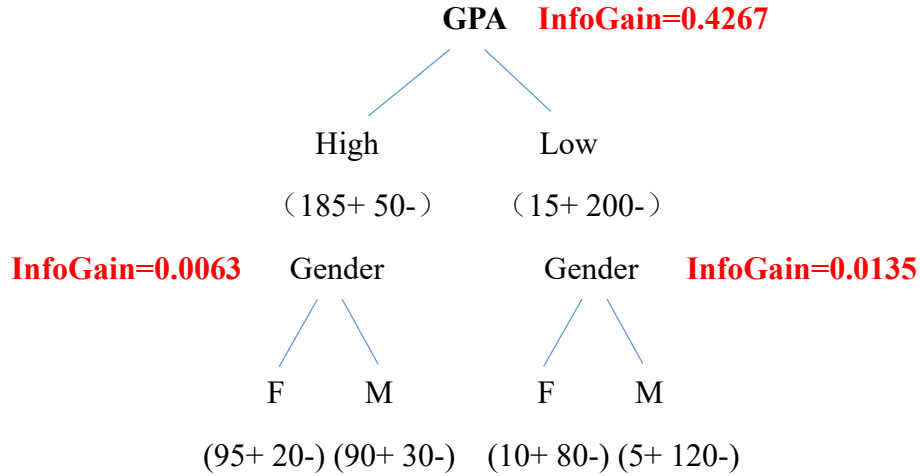 GPA InfoGain=0.4267
High Low
（185+ 50-） （15+ 200-）
InfoGain=0.0063 Gender Gender InfoGain=0.0135
F M F M
(95+ 20-) (90+ 30-) (10+ 80-) (5+ 120-)